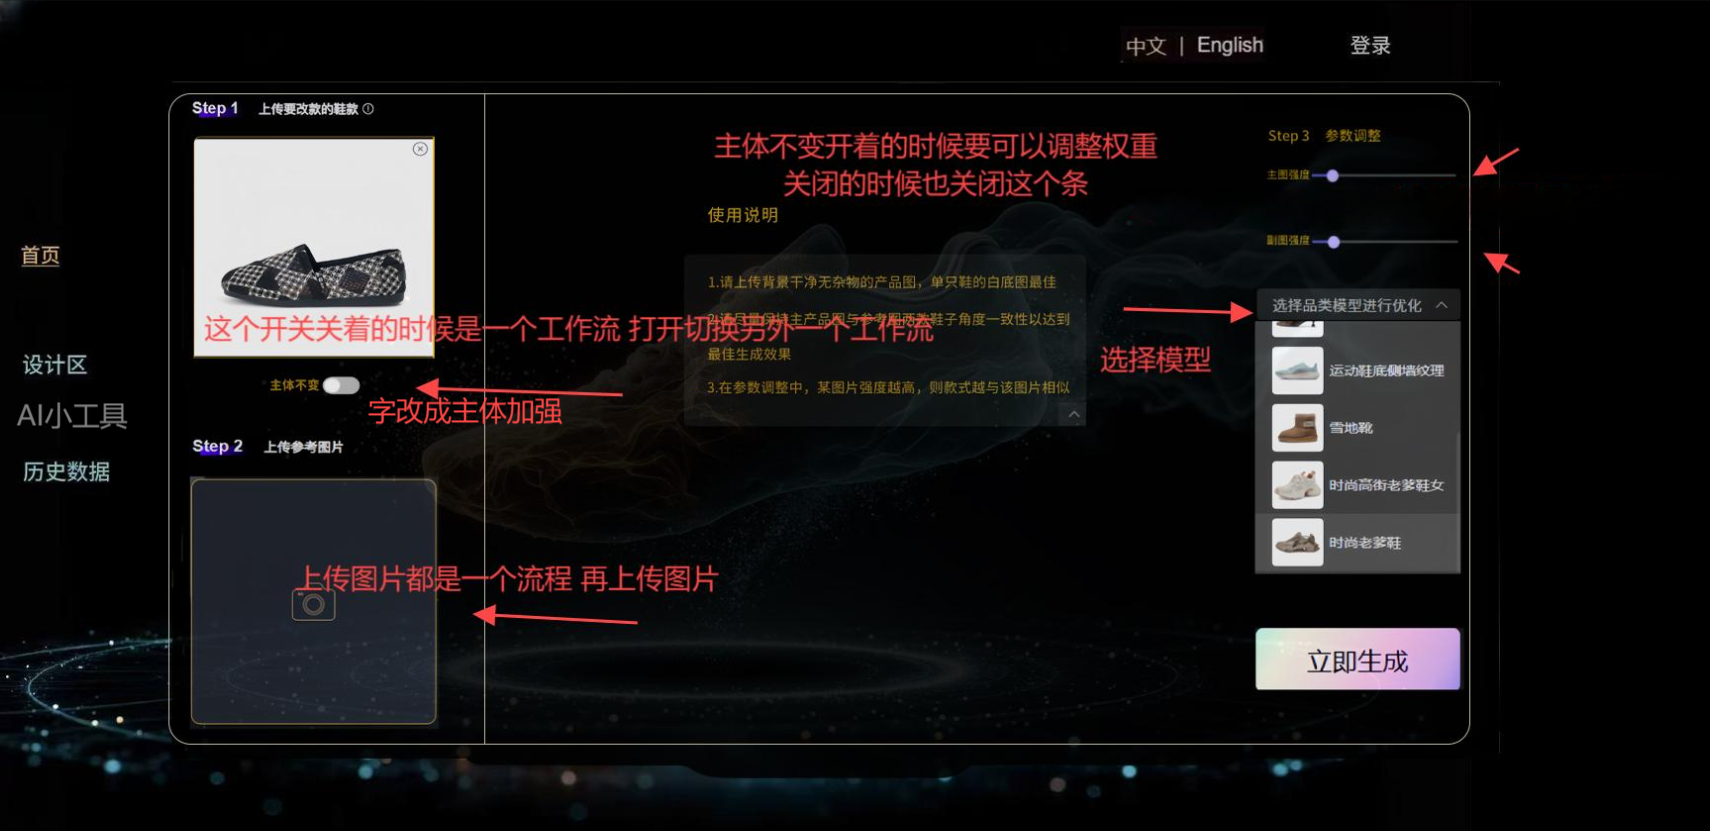 中文 | English
登录
Step 1 上传要改款的鞋款
主体不变开着的时候要可以调整权重
关闭的时候也关闭这个条
Step 3 参数调整
主图强度
副图强度
使用说明
首页
设计区
AI小工具
历史数据
1.请上传背景干净无杂物的产品图，单只鞋的白底图最佳
2.请尽量保持主产品图与参考图两张鞋子角度一致性以达到
最佳生成效果
3.在参数调整中，某图片强度越高，则款式越与该图片相似
这个开关关着的时候是一个工作流 打开切换另外一个工作流
主体不变
字改成主体加强
选择品类模型进行优化
选择模型
运动鞋底侧墙纹理
雪地靴
时尚高街老爹鞋女
时尚老爹鞋
Step 2 上传参考图片
上传图片都是一个流程 再上传图片
立即生成